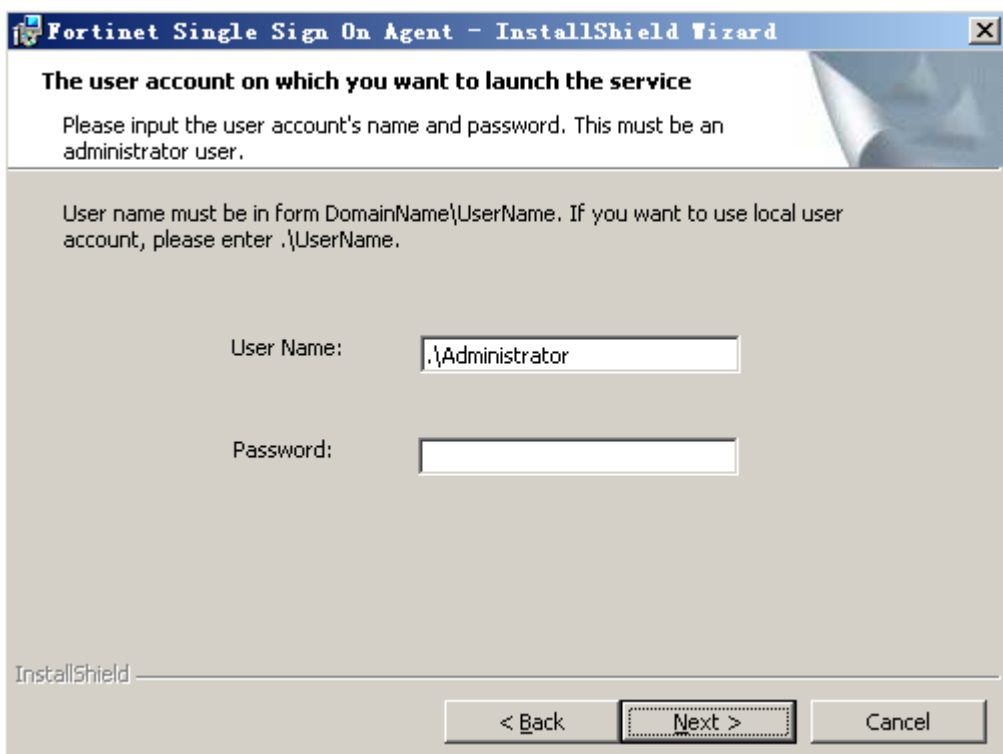 Fortinet Single Sign On Agent - InstallShield Wizard
The user account on which you want to launch the service
Please input the user account's name and password. This must be an
administrator user.
User name must be in form DomainName\UserName. If you want to use local user
account, please enter .\UserName.
User Name:
.\Administrator
Password:
InstallShield
< Back
Next >
Cancel